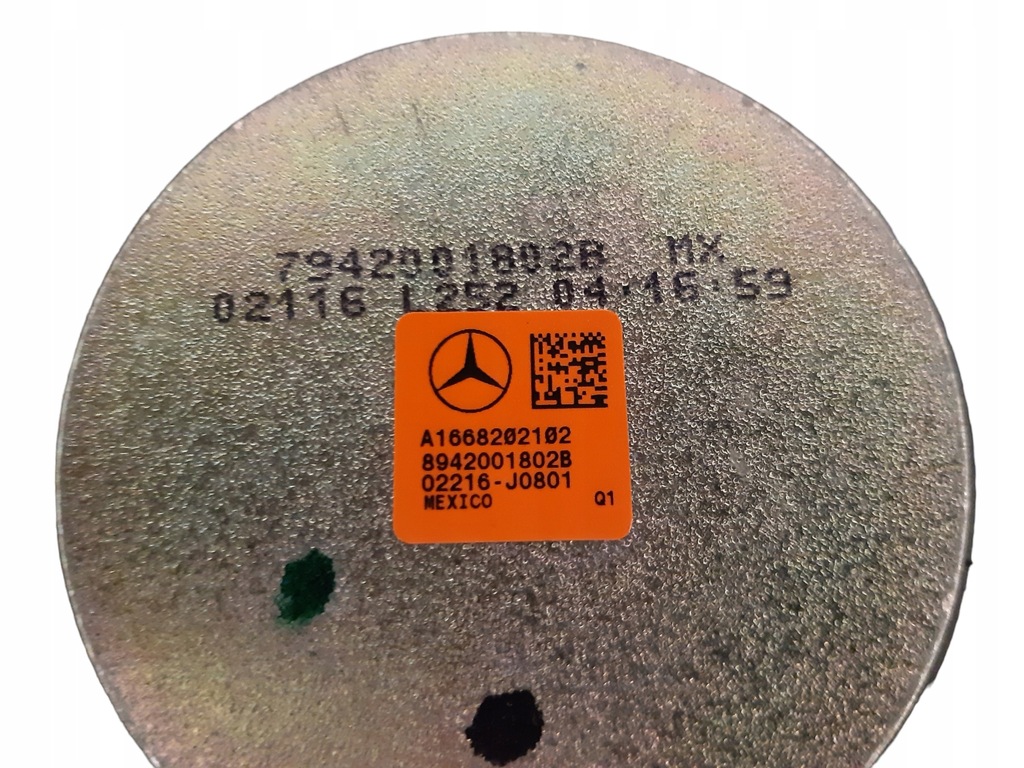 7942001802B MX
02116 L252 04:16:59
A1668202102
8942001802B
02216-J0801
MEXICO Q1